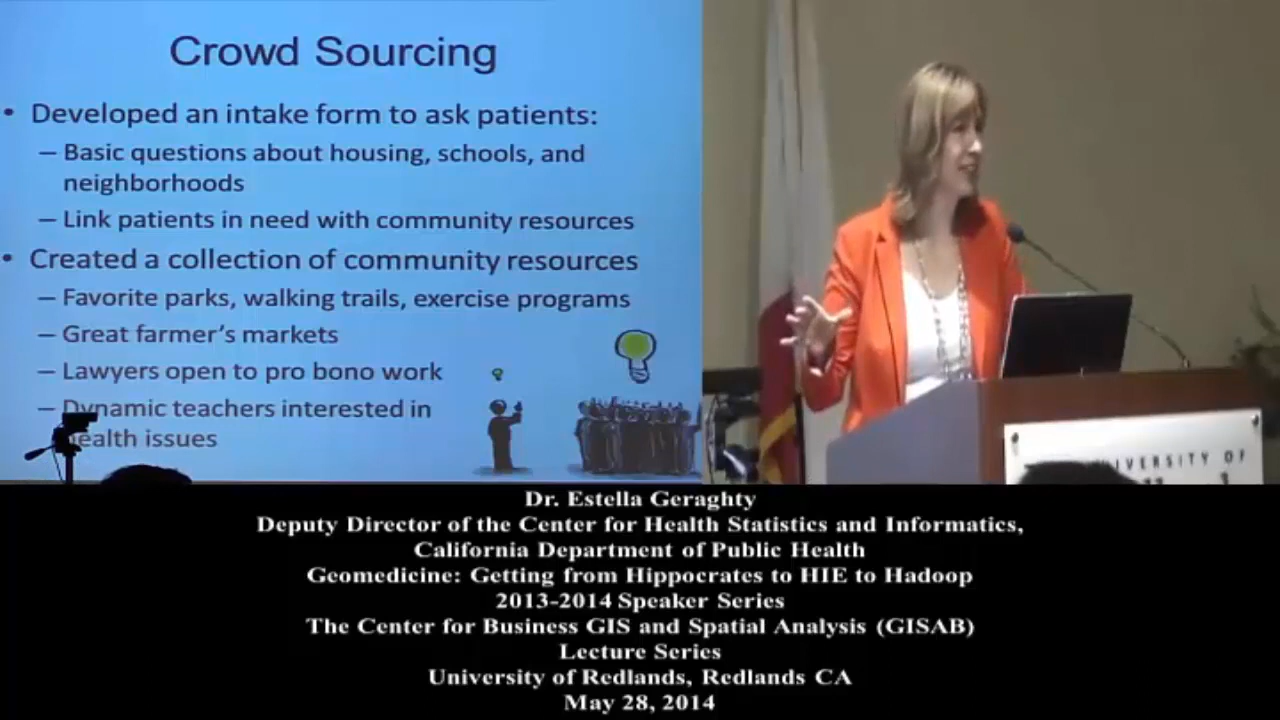 Crowd Sourcing
• Developed an intake form to ask patients:
– Basic questions about housing, schools, and
neighborhoods
– Link patients in need with community resources
• Created a collection of community resources
– Favorite parks, walking trails, exercise programs
– Great farmer's markets
– Lawyers open to pro bono work
– Dynamic teachers interested in
health issues
UNIVERSITY OF
Dr. Estella Geraghty
Deputy Director of the Center for Health Statistics and Informatics,
California Department of Public Health
Geomedicine: Getting from Hippocrates to HIE to Hadoop
2013-2014 Speaker Series
The Center for Business GIS and Spatial Analysis (GISAB)
Lecture Series
University of Redlands, Redlands CA
May 28, 2014